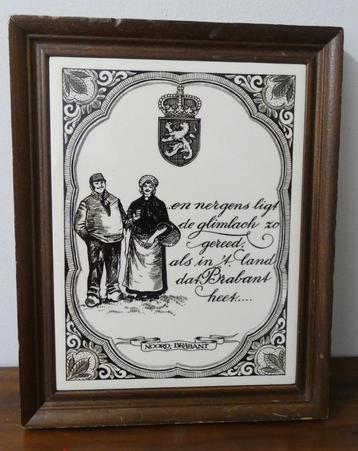 en nergens ligt
de glimlach zo
gereed,
als in 't land
dat Brabant
heet....
NOORD-BRABANT